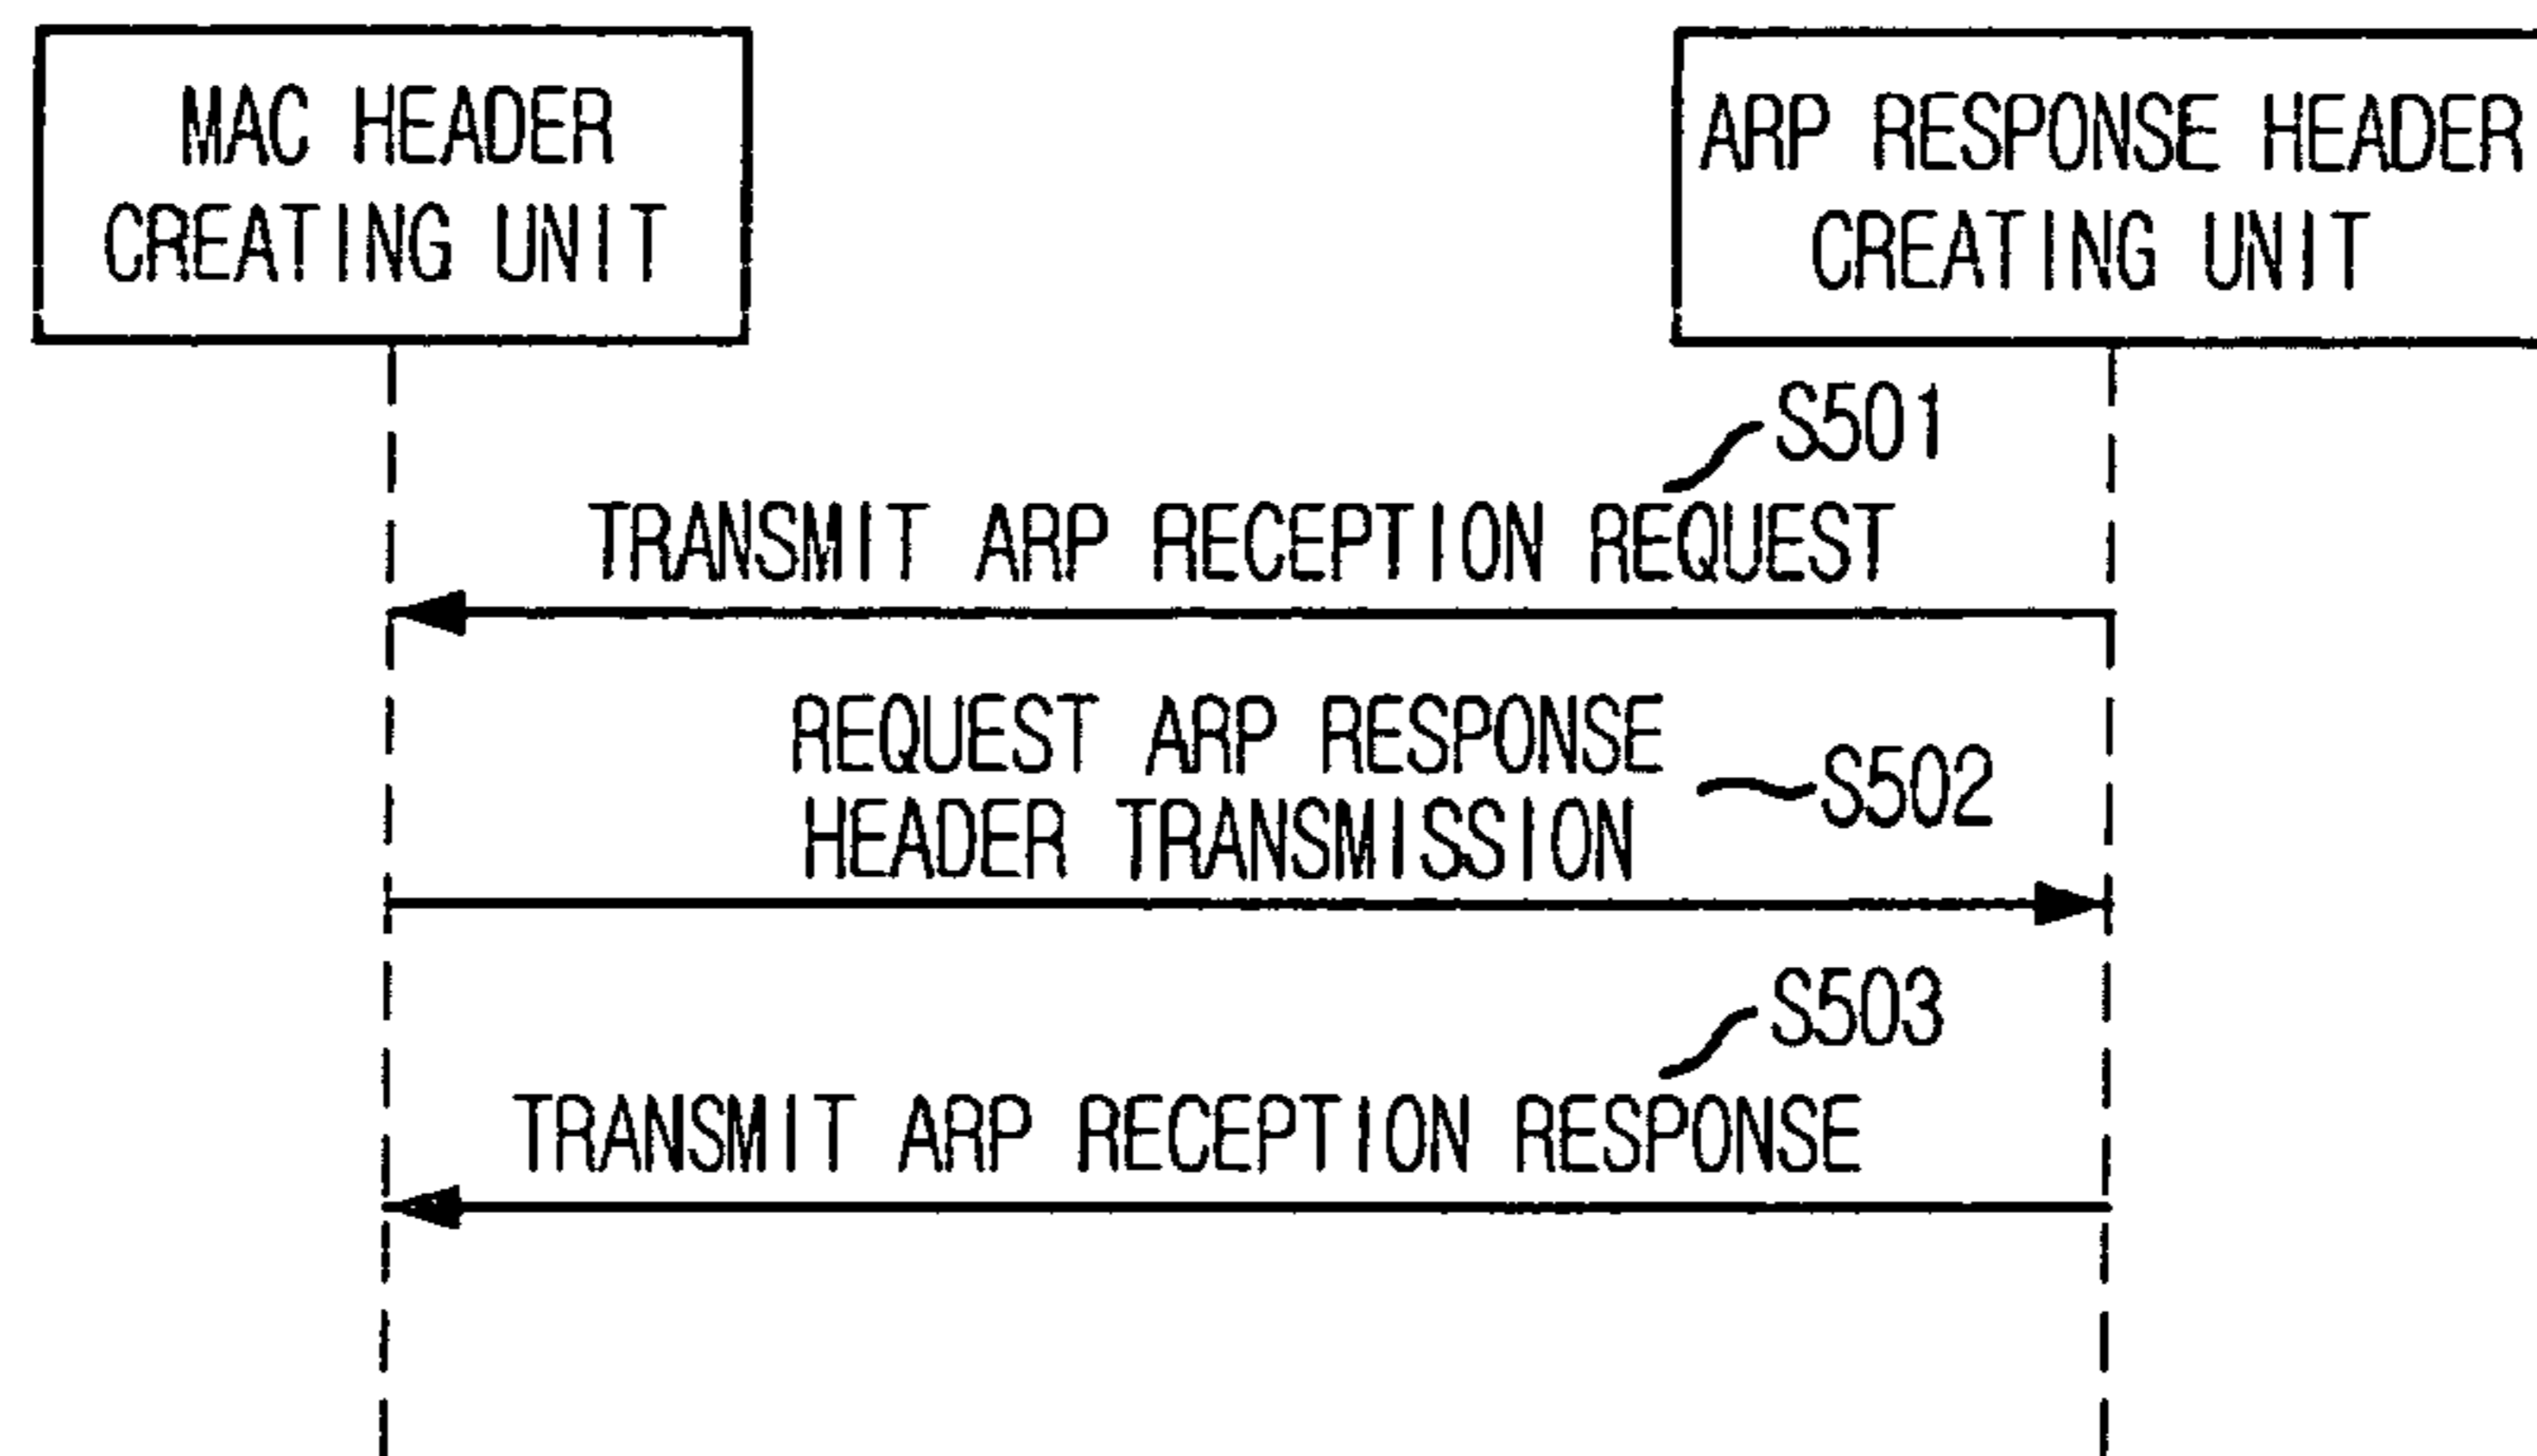 MAC HEADER
CREATING UNIT
ARP RESPONSE HEADER
CREATING UNIT
S501
TRANSMIT ARP RECEPTION REQUEST
REQUEST ARP RESPONSE
HEADER TRANSMISSION
S502
S503
TRANSMIT ARP RECEPTION RESPONSE